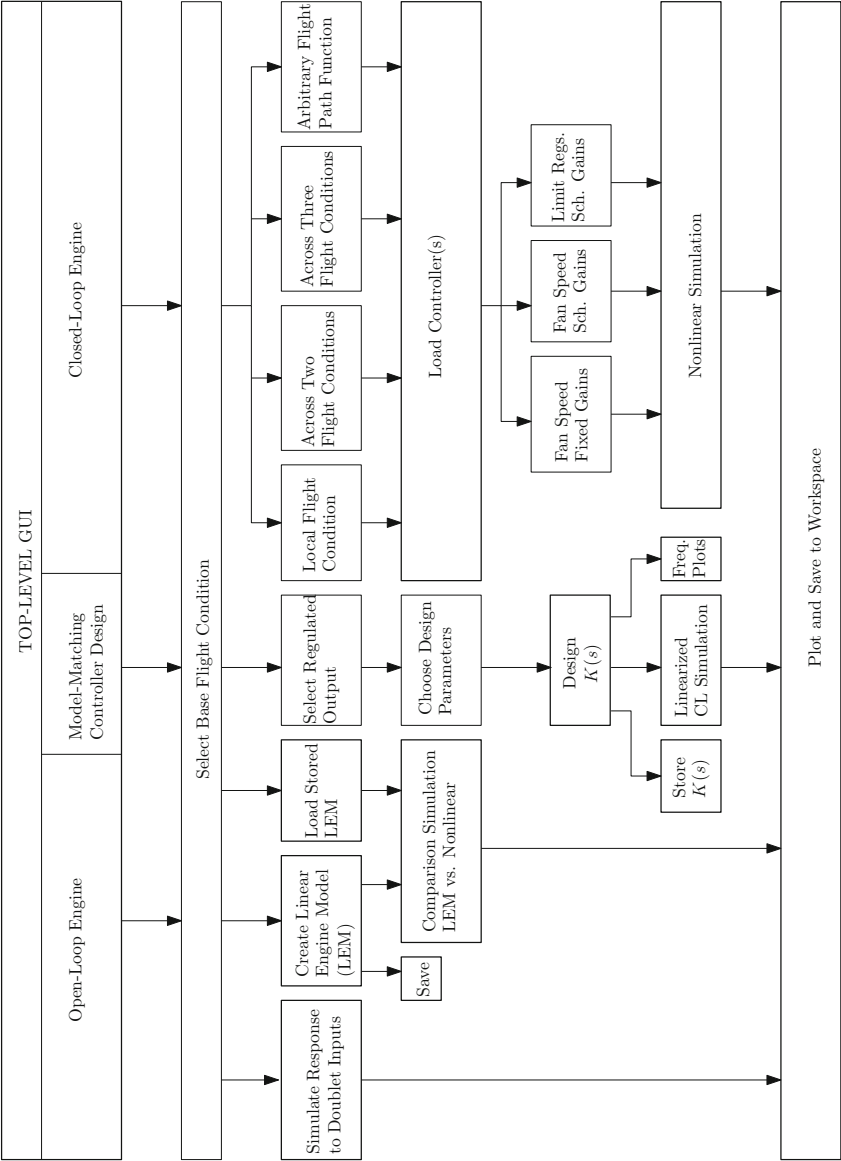 TOP-LEVEL GUI
Open-Loop Engine
Model-Matching
Controller Design
Closed-Loop Engine
Select Base Flight Condition
Simulate Response
to Doublet Inputs
Create Linear
Engine Model
(LEM)
Load Stored
LEM
Select Regulated
Output
Local Flight
Condition
Across Two
Flight Conditions
Across Three
Flight Conditions
Arbitrary Flight
Path Function
Save
Comparison Simulation
LEM vs. Nonlinear
Choose Design
Parameters
Load Controller(s)
Design
K(s)
Fan Speed
Fixed Gains
Fan Speed
Sch. Gains
Limit Regs.
Sch. Gains
Store
K(s)
Linearized
CL Simulation
Freq.
Plots
Nonlinear Simulation
Plot and Save to Workspace